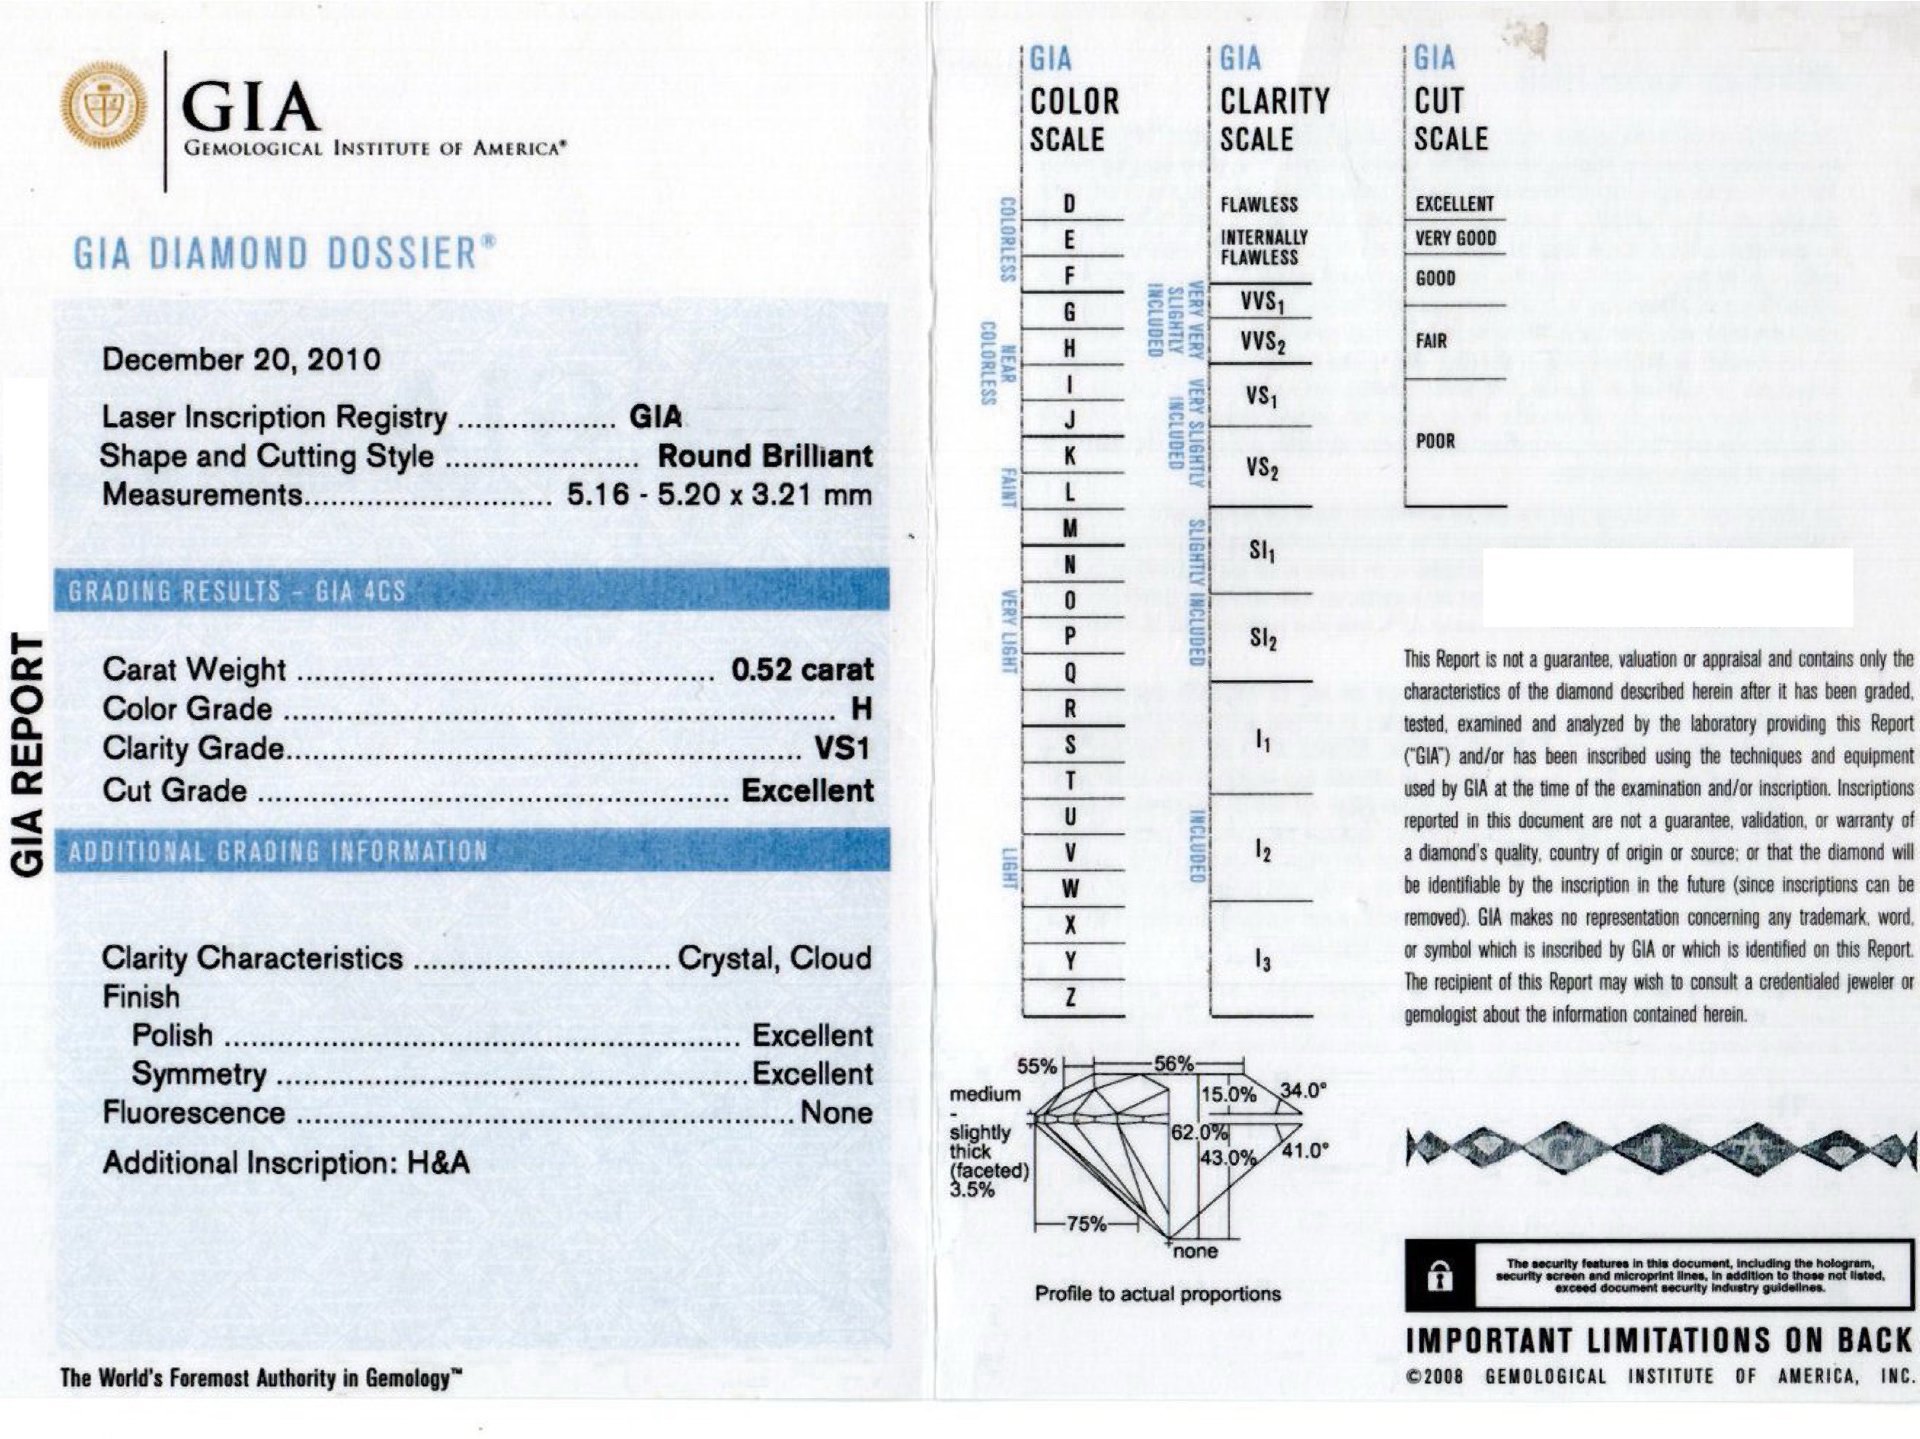 GIA
GEMOLOGICAL INSTITUTE OF AMERICA®
GIA DIAMOND DOSSIER®
GIA REPORT
December 20, 2010
Laser Inscription Registry .................. GIA
Shape and Cutting Style ...................... Round Brilliant
Measurements............................ 5.16 - 5.20 x 3.21 mm
GRADING RESULTS – GIA 4CS
Carat Weight ................................................ 0.52 carat
Color Grade ................................................................ H
Clarity Grade........................................................... VS1
Cut Grade ...................................................... Excellent
ADDITIONAL GRADING INFORMATION
Clarity Characteristics ............................. Crystal, Cloud
Finish
Polish ........................................................... Excellent
Symmetry ...................................................... Excellent
Fluorescence ......................................................... None
Additional Inscription: H&A
The World's Foremost Authority in Gemology™
GIA
COLOR
SCALE
COLORLESS
D
E
F
NEAR
COLORLESS
G
H
I
J
FAINT
K
L
M
VERY LIGHT
N
O
P
Q
R
LIGHT
S
T
U
V
W
X
Y
Z
GIA
CLARITY
SCALE
FLAWLESS
INTERNALLY
FLAWLESS
VERY VERY
SLIGHTLY
INCLUDED
VVS1
VVS2
VERY SLIGHTLY
INCLUDED
VS1
VS2
SLIGHTLY INCLUDED
SI1
SI2
INCLUDED
I1
I2
I3
GIA
CUT
SCALE
EXCELLENT
VERY GOOD
GOOD
FAIR
POOR
This Report is not a guarantee, valuation or appraisal and contains only the
characteristics of the diamond described herein after it has been graded,
tested, examined and analyzed by the laboratory providing this Report
("GIA") and/or has been inscribed using the techniques and equipment
used by GIA at the time of the examination and/or inscription. Inscriptions
reported in this document are not a guarantee, validation, or warranty of
a diamond's quality, country of origin or source; or that the diamond will
be identifiable by the inscription in the future (since inscriptions can be
removed). GIA makes no representation concerning any trademark, word,
or symbol which is inscribed by GIA or which is identified on this Report.
The recipient of this Report may wish to consult a credentialed jeweler or
gemologist about the information contained herein.
55%
56%
medium
-
slightly
thick
(faceted)
3.5%
15.0%
34.0°
62.0%
43.0%
41.0°
75%
none
Profile to actual proportions
G I A
The security features in this document, including the hologram,
security screen and microprint lines, in addition to those not listed,
exceed document security industry guidelines.
IMPORTANT LIMITATIONS ON BACK
©2008 GEMOLOGICAL INSTITUTE OF AMERICA, INC.